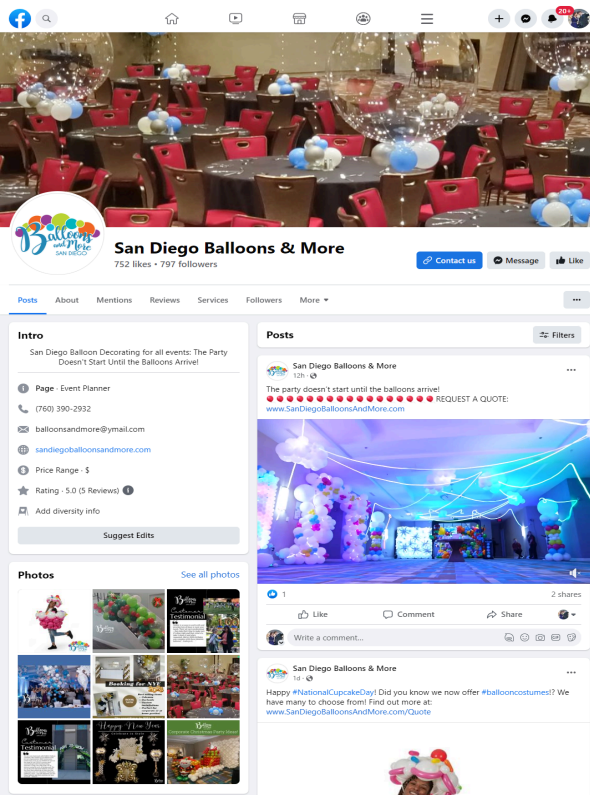 20+
Balloons
and More
SAN DIEGO
San Diego Balloons & More
752 likes • 797 followers
Contact us
Message
Like
Posts
About
Mentions
Reviews
Services
Followers
More
Intro
San Diego Balloon Decorating for all events: The Party
Doesn't Start Until the Balloons Arrive!
Page · Event Planner
(760) 390-2932
balloonsandmore@ymail.com
sandiegoballoonsandmore.com
Price Range · $
Rating · 5.0 (5 Reviews)
Add diversity info
Suggest Edits
Photos
See all photos
Customer
Testimonial
Booking for NYE
Customer
Testimonial
Happy New Year
Corporate Christmas Party Ideas!
Posts
Filters
San Diego Balloons & More
12h ·
The party doesn't start until the balloons arrive!
🎈🎈🎈🎈🎈🎈🎈🎈🎈🎈🎈🎈🎈🎈 REQUEST A QUOTE:
www.SanDiegoBalloonsAndMore.com
1
2 shares
Like
Comment
Share
Write a comment...
GIF
San Diego Balloons & More
1d ·
Happy #NationalCupcakeDay! Did you know we now offer #ballooncostumes!? We
have many to choose from! Find out more at:
www.SanDiegoBalloonsAndMore.com/Quote